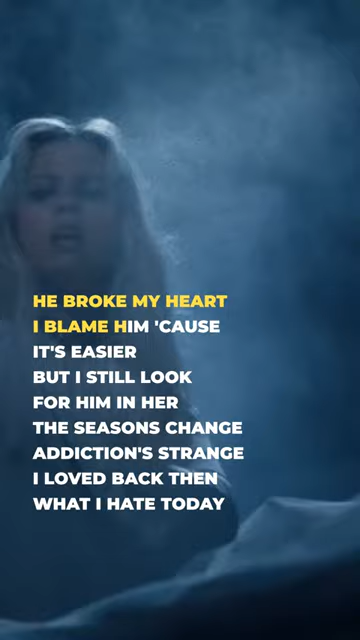 HE BROKE MY HEART
I BLAME HIM 'CAUSE
IT'S EASIER
BUT I STILL LOOK
FOR HIM IN HER
THE SEASONS CHANGE
ADDICTION'S STRANGE
I LOVED BACK THEN
WHAT I HATE TODAY